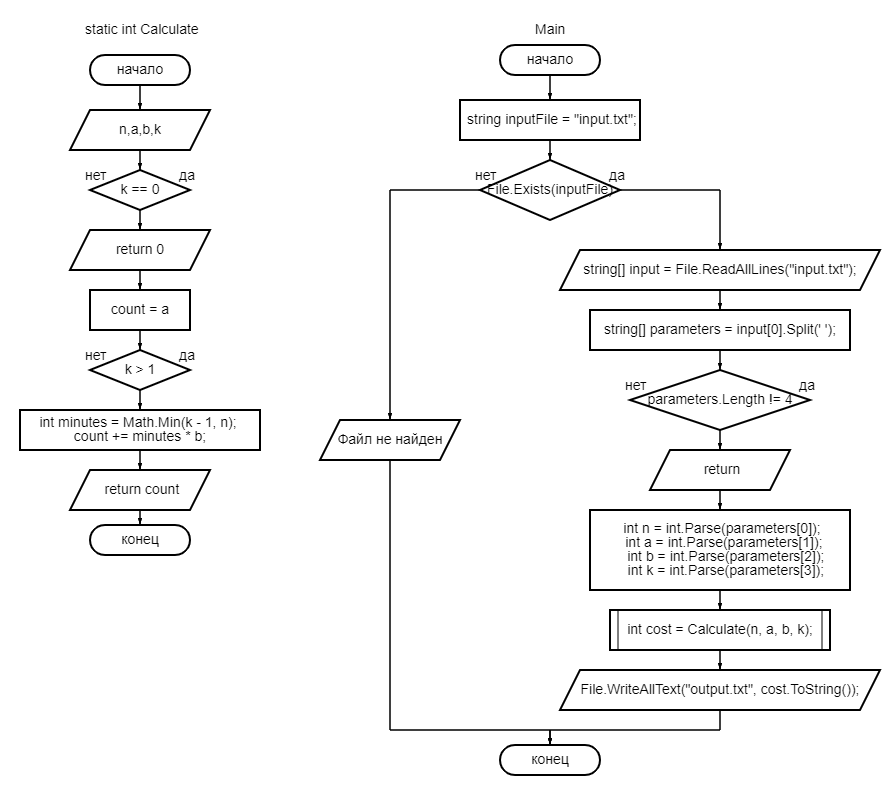 static int Calculate
начало
n,a,b,k
нет
да
k == 0
return 0
count = a
нет
да
k > 1
int minutes = Math.Min(k - 1, n);
count += minutes * b;
return count
конец
Main
начало
string inputFile = "input.txt";
нет
да
File.Exists(inputFile)
Файл не найден
string[] input = File.ReadAllLines("input.txt");
string[] parameters = input[0].Split(' ');
нет
да
parameters.Length != 4
return
int n = int.Parse(parameters[0]);
int a = int.Parse(parameters[1]);
int b = int.Parse(parameters[2]);
int k = int.Parse(parameters[3]);
int cost = Calculate(n, a, b, k);
File.WriteAllText("output.txt", cost.ToString());
конец